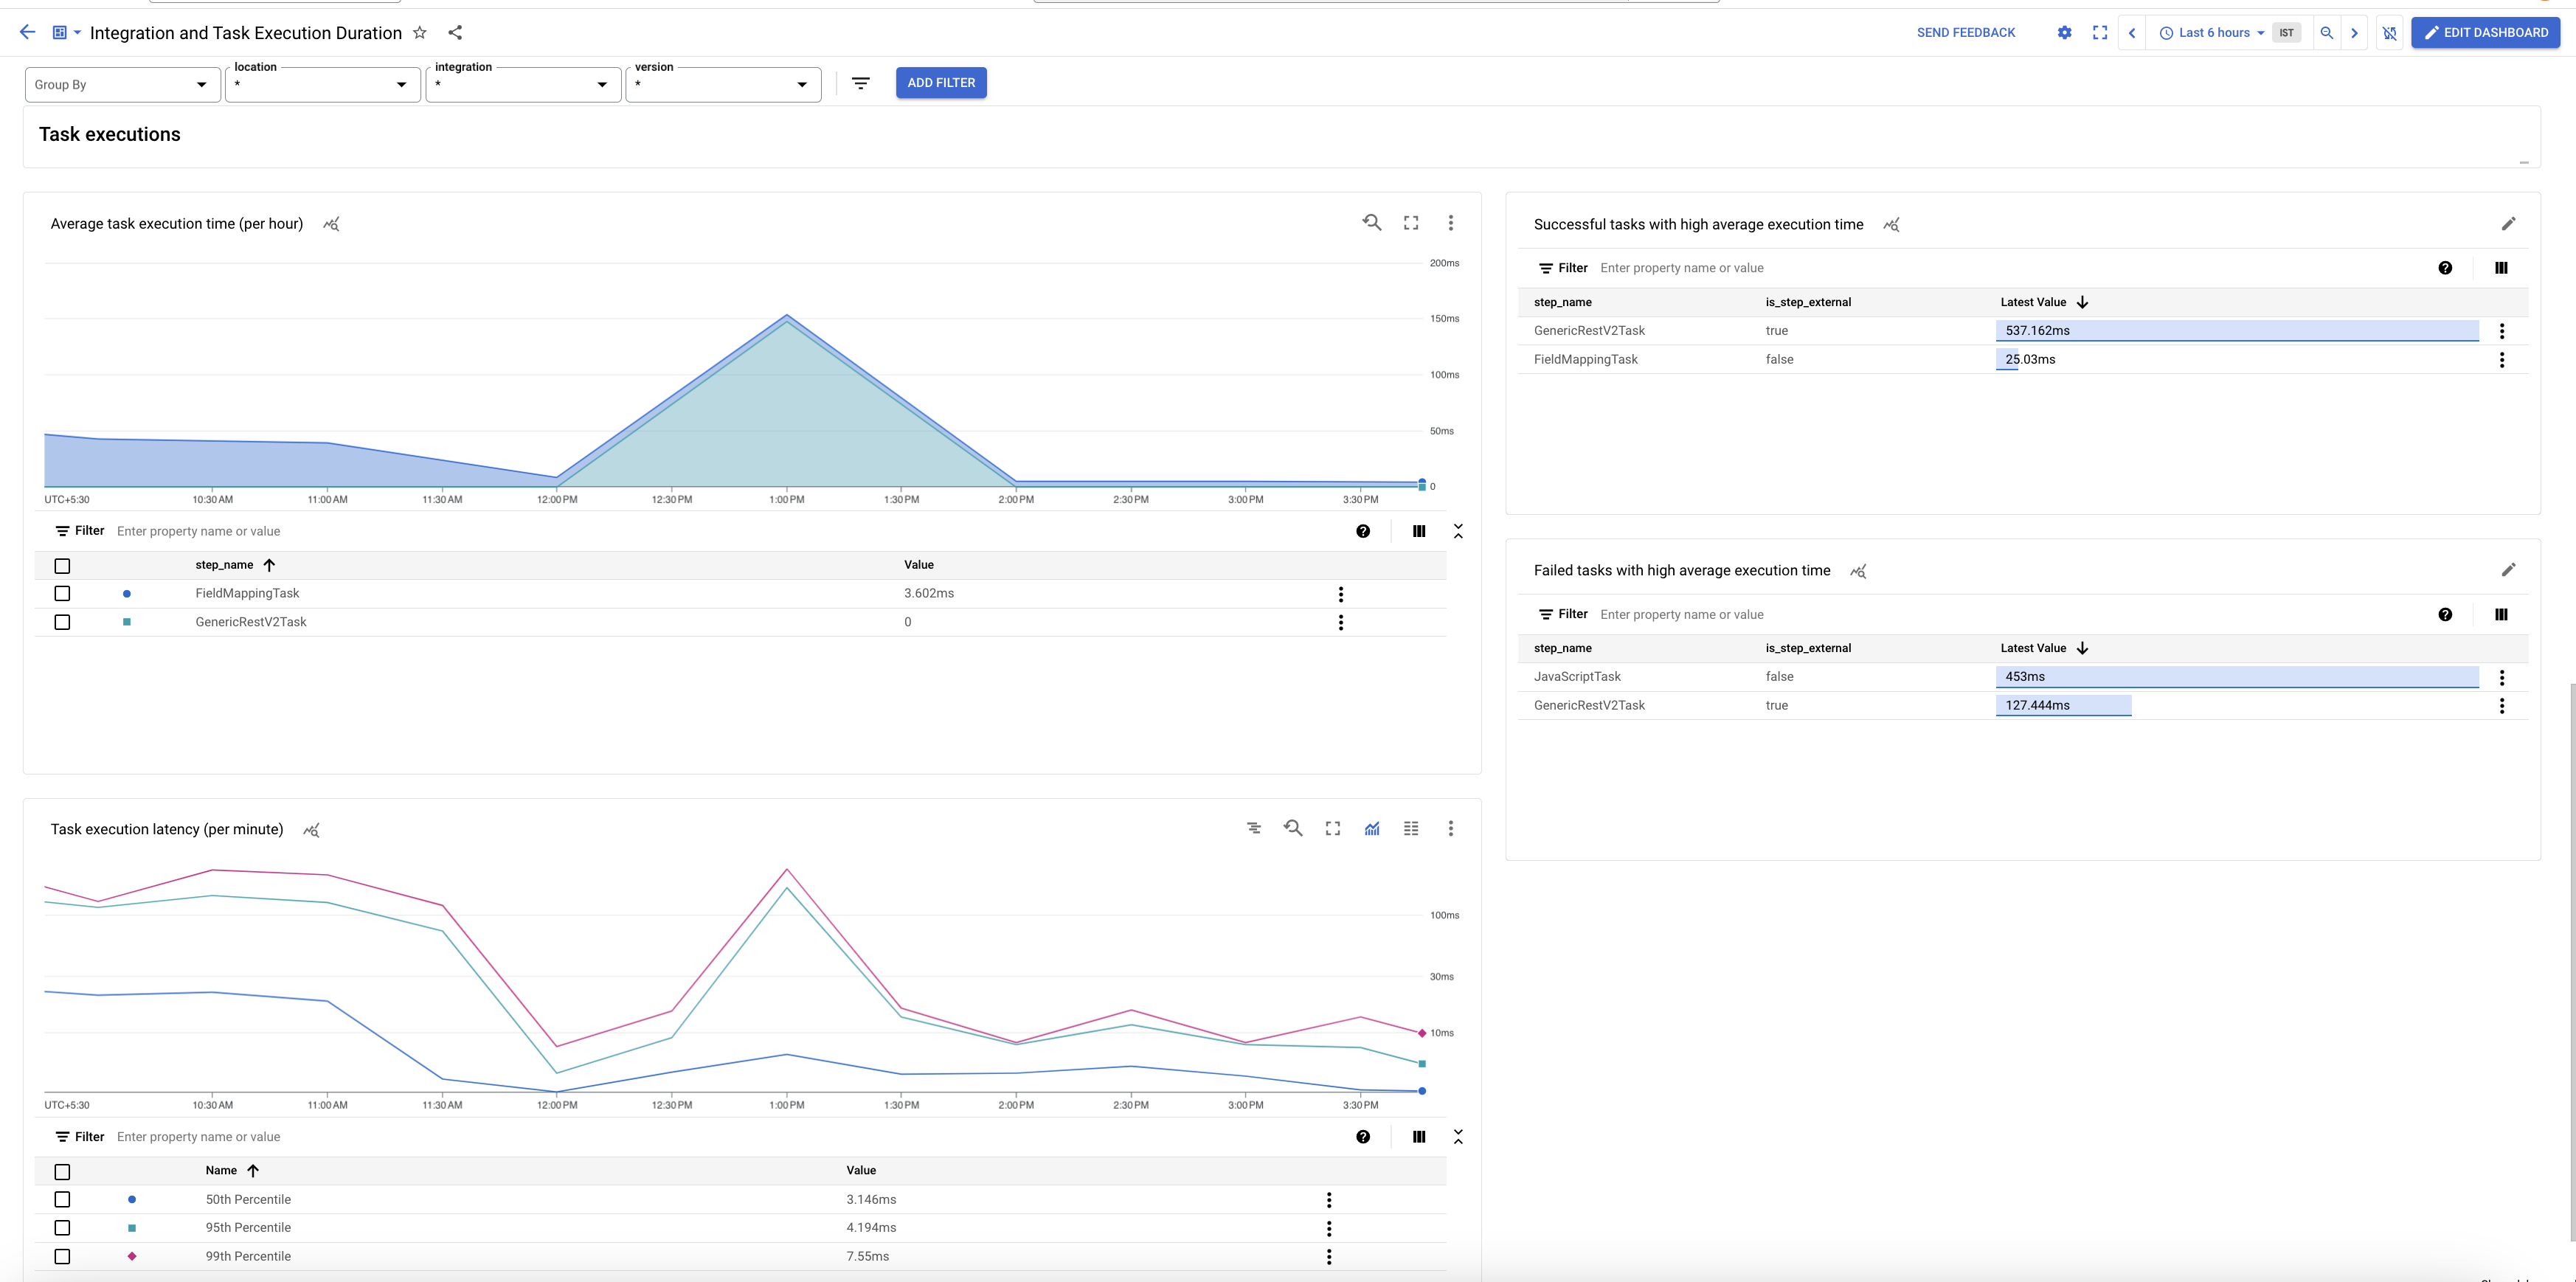 Integration and Task Execution Duration
SEND FEEDBACK
Last 6 hours
IST
EDIT DASHBOARD
Group By
location
*
integration
*
version
*
ADD FILTER
Task executions
Average task execution time (per hour)
200ms
150ms
100ms
50ms
0
UTC+5:30 10:30 AM 11:00 AM 11:30 AM 12:00 PM 12:30 PM 1:00 PM 1:30 PM 2:00 PM 2:30 PM 3:00 PM 3:30 PM
Filter Enter property name or value
step_name Value
FieldMappingTask 3.602ms
GenericRestV2Task 0
Successful tasks with high average execution time
Filter Enter property name or value
step_name is_step_external Latest Value
GenericRestV2Task true 537.162ms
FieldMappingTask false 25.03ms
Failed tasks with high average execution time
Filter Enter property name or value
step_name is_step_external Latest Value
JavaScriptTask false 453ms
GenericRestV2Task true 127.444ms
Task execution latency (per minute)
100ms
30ms
10ms
UTC+5:30 10:30 AM 11:00 AM 11:30 AM 12:00 PM 12:30 PM 1:00 PM 1:30 PM 2:00 PM 2:30 PM 3:00 PM 3:30 PM
Filter Enter property name or value
Name Value
50th Percentile 3.146ms
95th Percentile 4.194ms
99th Percentile 7.55ms